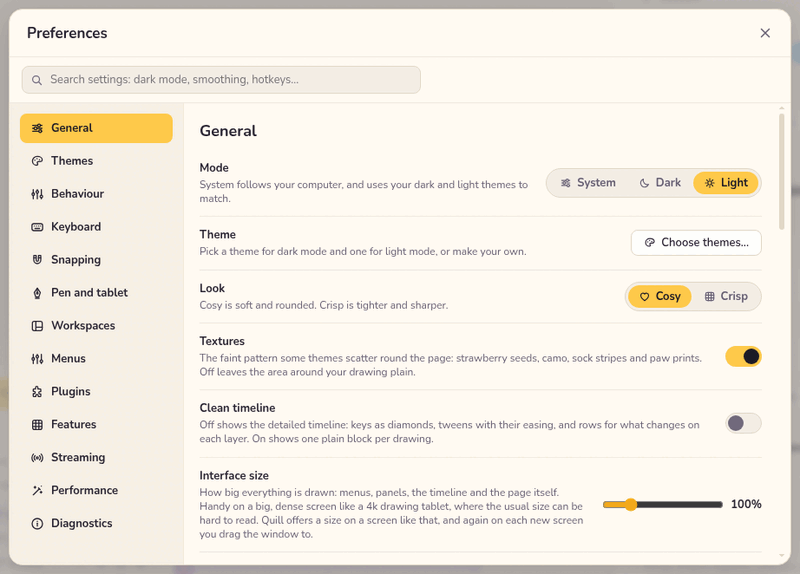 Preferences
Search settings: dark mode, smoothing, hotkeys...
General
Themes
Behaviour
Keyboard
Snapping
Pen and tablet
Workspaces
Menus
Plugins
Features
Streaming
Performance
Diagnostics
General
Mode
System follows your computer, and uses your dark and light themes to
match.
System
Dark
Light
Theme
Pick a theme for dark mode and one for light mode, or make your own.
Choose themes...
Look
Cosy is soft and rounded. Crisp is tighter and sharper.
Cosy
Crisp
Textures
The faint pattern some themes scatter round the page: strawberry seeds, camo, sock stripes and paw prints.
Off leaves the area around your drawing plain.
Clean timeline
Off shows the detailed timeline: keys as diamonds, tweens with their easing, and rows for what changes on
each layer. On shows one plain block per drawing.
Interface size
How big everything is drawn: menus, panels, the timeline and the page itself.
Handy on a big, dense screen like a 4k drawing tablet, where the usual size can be
hard to read. Quill offers a size on a screen like that, and again on each new screen
you drag the window to.
100%